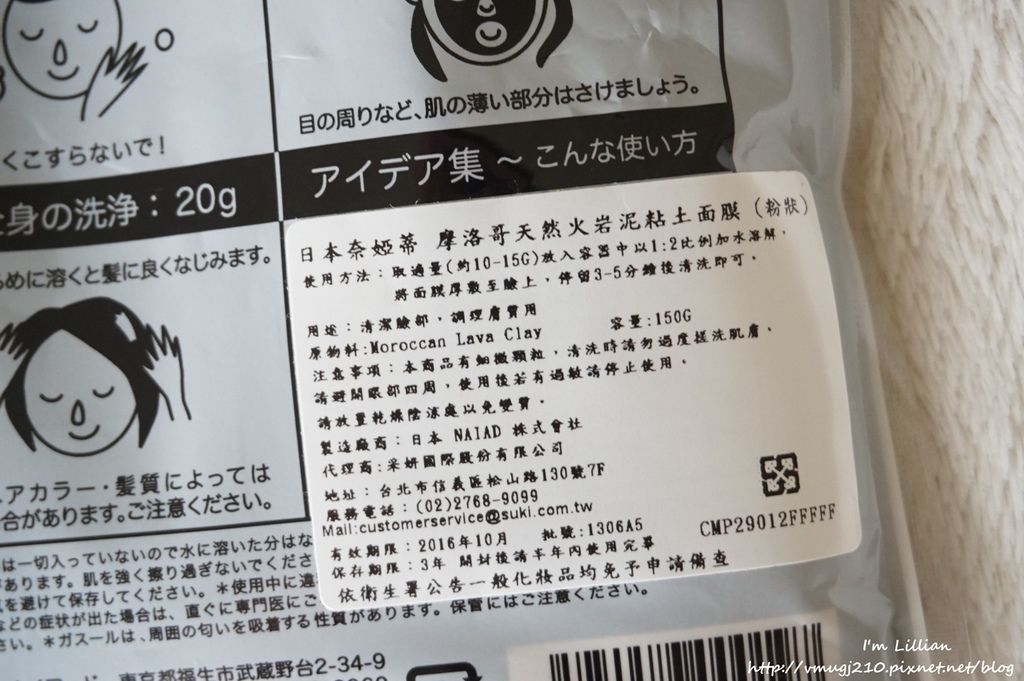 くこすらないで！
目の周りなど、肌の薄い部分はさけましょう。
身の洗浄：20g
アイデア集 ～ こんな使い方
めに溶くと髪に良くなじみます。
アカラー・髪質によっては
合があります。ご注意ください。
日本奈婭蒂 摩洛哥天然火岩泥粘土面膜（粉狀）
使用方法：取適量(約10-15G)放入容器中以1:2比例加水溶解，
將面膜厚敷至臉上，停留3-5分鐘後清洗即可。
用途：清潔臉部，調理膚質用
原物料:Moroccan Lava Clay 容量:150G
注意事項：本商品有細微顆粒，清洗時請勿過度搓洗肌膚。
請避開眼部四周，使用後若有過敏請停止使用。
請放置乾燥陰涼處以免變質。
製造廠商：日本 NAIAD 株式會社
代理商:采妍國際股份有限公司
地址：台北市信義區松山路130號7F
服務電話：(02)2768-9099
Mail:customerservice@suki.com.tw
有效期限：2016年10月 批號:1306A5
保存期限：3年 開封後請半年內使用完畢
CMP29012FFFFF
依衛生署公告一般化妝品均免予申請備查
は一切入っていないので水に溶いた分はな
あります。肌を強く擦り過ぎないでくださ
を避けて保存してください。＊使用中に違
などの症状が出た場合は、直ぐに専門医にご
さい。＊ガスールは、周囲の匂いを吸着する性質があります。保管にはご注意ください。
東京都福生市武蔵野台2-34-9
I'm Lillian
http://vmugj210.pixnet.net/blog